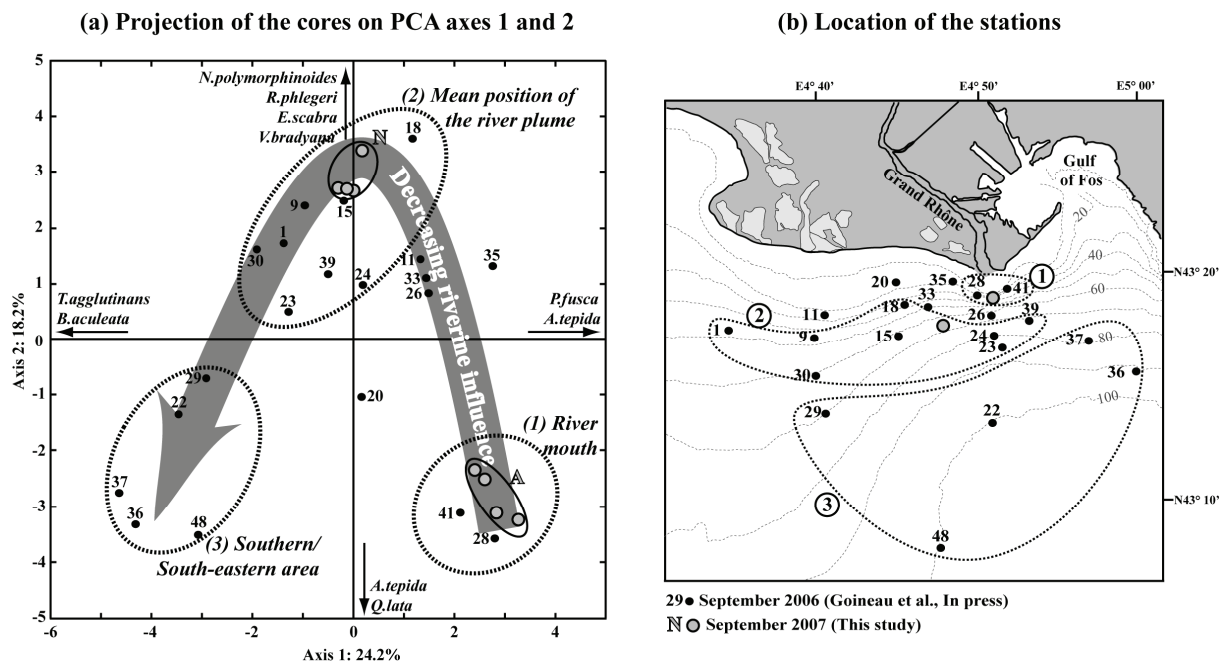 (a) Projection of the cores on PCA axes 1 and 2
5
4
3
2
1
0
-1
-2
-3
-4
-5
Axis 2: 18.2%
-6
-4
-2
0
2
4
Axis 1: 24.2%
N.polymorphinoides
R.phlegeri
E.scabra
V.bradyana
(2) Mean position of
the river plume
18
N
15
9
1
30
39
24
23
11
33
26
35
Decreasing riverine influence
T.agglutinans
B.aculeata
P.fusca
A.tepida
29
22
20
37
36
48
(3) Southern/
South-eastern area
(1) River
mouth
A
41
28
A.tepida
Q.lata
(b) Location of the stations
E4° 40'
E4° 50'
E5° 00'
Gulf
of Fos
Grand Rhône
20
40
60
80
100
N43° 20'
N43° 10'
1
2
3
20
35
28
41
18
33
26
39
11
1
9
15
24
23
37
36
30
29
22
48
29 September 2006 (Goineau et al., In press)
N September 2007 (This study)